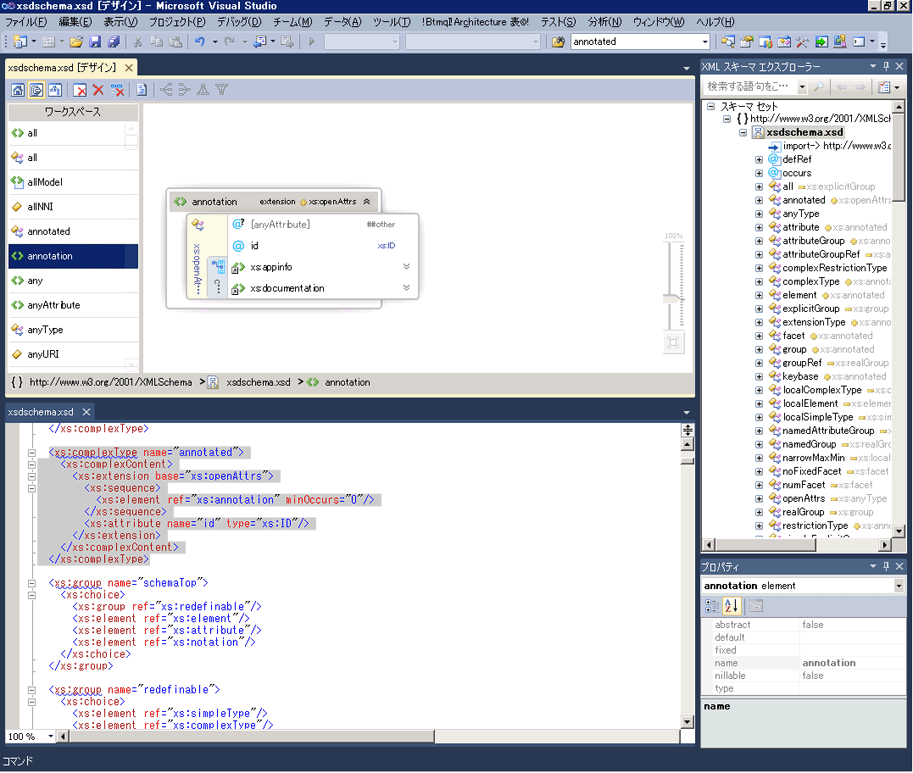 xsdschema.xsd [デザイン] - Microsoft Visual Studio
ファイル(F) 編集(E) 表示(V) プロジェクト(P) デバッグ(D) チーム(M) データ(A) ツール(T) !Btmq!! Architecture 表@! テスト(S) 分析(N) ウィンドウ(W) ヘルプ(H)
annotated
xsdschema.xsd [デザイン]
ワークスペース
all
all
allModel
allNNI
annotated
annotation
any
anyAttribute
anyType
anyURI
annotation extension xs:openAttrs
[anyAttribute] ##other
id xs:ID
xs:appinfo
xs:documentation
xs:openAt...
c...
100%
{ } http://www.w3.org/2001/XMLSchema > xsdschema.xsd > annotation
xsdschema.xsd
</xs:complexType>
<xs:complexType name="annotated">
<xs:complexContent>
<xs:extension base="xs:openAttrs">
<xs:sequence>
<xs:element ref="xs:annotation" minOccurs="0"/>
</xs:sequence>
<xs:attribute name="id" type="xs:ID"/>
</xs:extension>
</xs:complexContent>
</xs:complexType>
<xs:group name="schemaTop">
<xs:choice>
<xs:group ref="xs:redefinable"/>
<xs:element ref="xs:element"/>
<xs:element ref="xs:attribute"/>
<xs:element ref="xs:notation"/>
</xs:choice>
</xs:group>
<xs:group name="redefinable">
<xs:choice>
<xs:element ref="xs:simpleType"/>
<xs:element ref="xs:complexType"/>
100 %
コマンド
XML スキーマ エクスプローラー
検索する語句をこ…
スキーマ セット
{ } http://www.w3.org/2001/XMLSch
xsdschema.xsd
import-> http://www.w3.c
defRef
occurs
all xs:explicitGroup
annotated xs:openAttrs
anyType
attribute xs:annotated
attributeGroup xs:anno
attributeGroupRef xs:a
complexRestrictionType
complexType xs:annota
element xs:annotated
explicitGroup xs:group
extensionType xs:anno
facet xs:annotated
group xs:annotated
groupRef xs:realGroup
keybase xs:annotated
localComplexType xs:
localElement xs:eleme
localSimpleType xs:sim
namedAttributeGroup
namedGroup xs:realGro
narrowMaxMin xs:local
noFixedFacet xs:facet
numFacet xs:facet
openAttrs xs:anyType
realGroup xs:group
restrictionType xs:ann
プロパティ
annotation element
abstract false
default
fixed
name annotation
nillable false
type
name